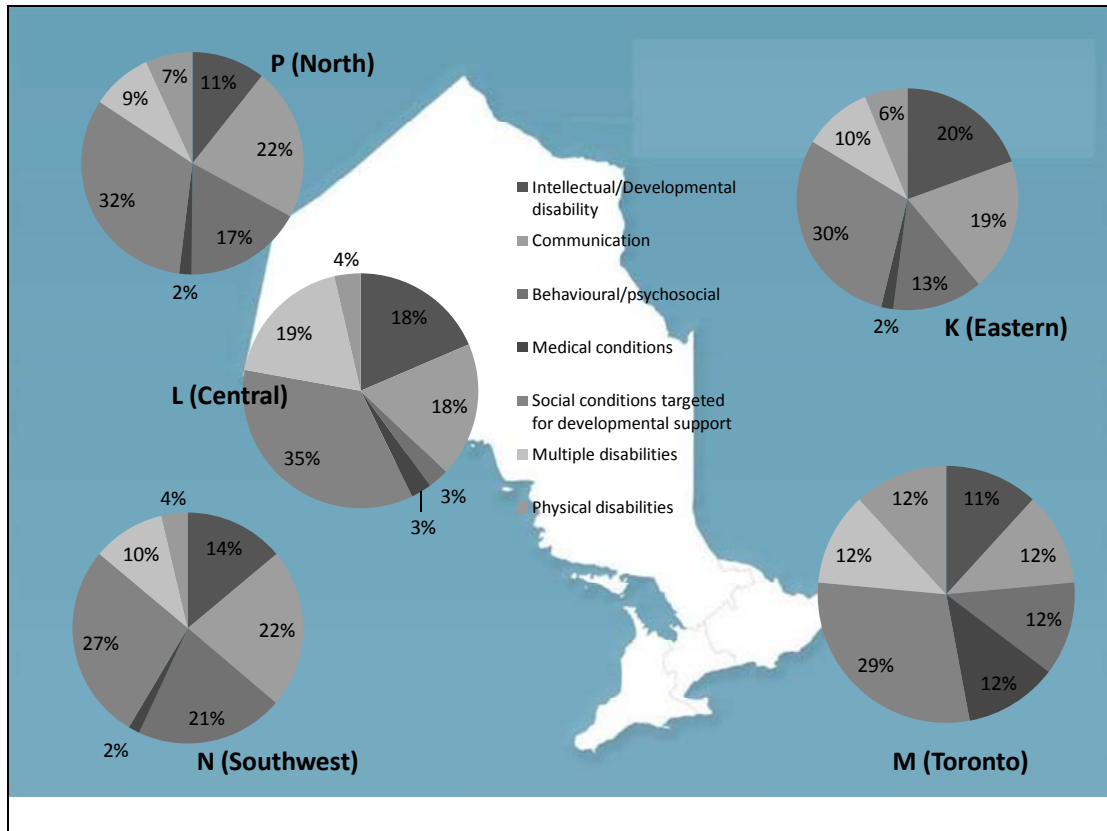 P (North)
7%
11%
9%
22%
32%
17%
2%
6%
20%
10%
19%
30%
13%
2%
K (Eastern)
Intellectual/Developmental
disability
Communication
Behavioural/psychosocial
Medical conditions
Social conditions targeted
for developmental support
Multiple disabilities
Physical disabilities
4%
18%
19%
L (Central)
18%
35%
3%
3%
4%
14%
10%
22%
27%
21%
2%
N (Southwest)
12%
11%
12%
12%
12%
29%
12%
M (Toronto)